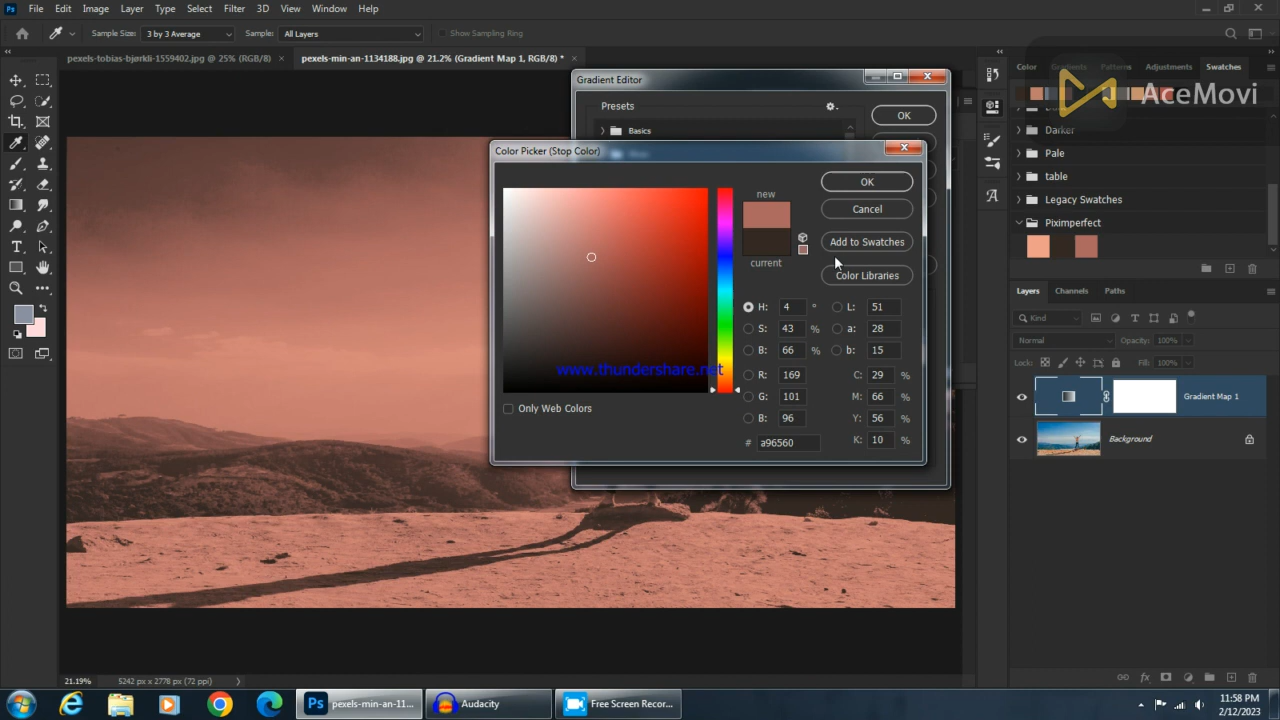 Ps File Edit Image Layer Type Select Filter 3D View Window Help
Sample Size: 3 by 3 Average Sample: All Layers Show Sampling Ring
pexels-tobias-bjørkli-1559402.jpg @ 25% (RGB/8) × pexels-min-an-1134188.jpg @ 21.2% (Gradient Map 1, RGB/8) * ×
Gradient Editor
Presets
OK
Basics
Color Picker (Stop Color)
new
current
OK
Cancel
Add to Swatches
Color Libraries
H: 4 ° L: 51
S: 43 % a: 28
B: 66 % b: 15
R: 169 C: 29 %
G: 101 M: 66 %
B: 96 Y: 56 %
# a96560 K: 10 %
Only Web Colors
www.thundershare.net
Color Gradients Patterns Adjustments Swatches
AceMovi
Darker
Pale
table
Legacy Swatches
Piximperfect
Layers Channels Paths
Kind
Normal Opacity: 100%
Lock: Fill: 100%
Gradient Map 1
Background
fx
21.19% 5242 px x 2778 px (72 ppi)
Ps pexels-min-an-11... Audacity Free Screen Recor...
11:58 PM
2/12/2023